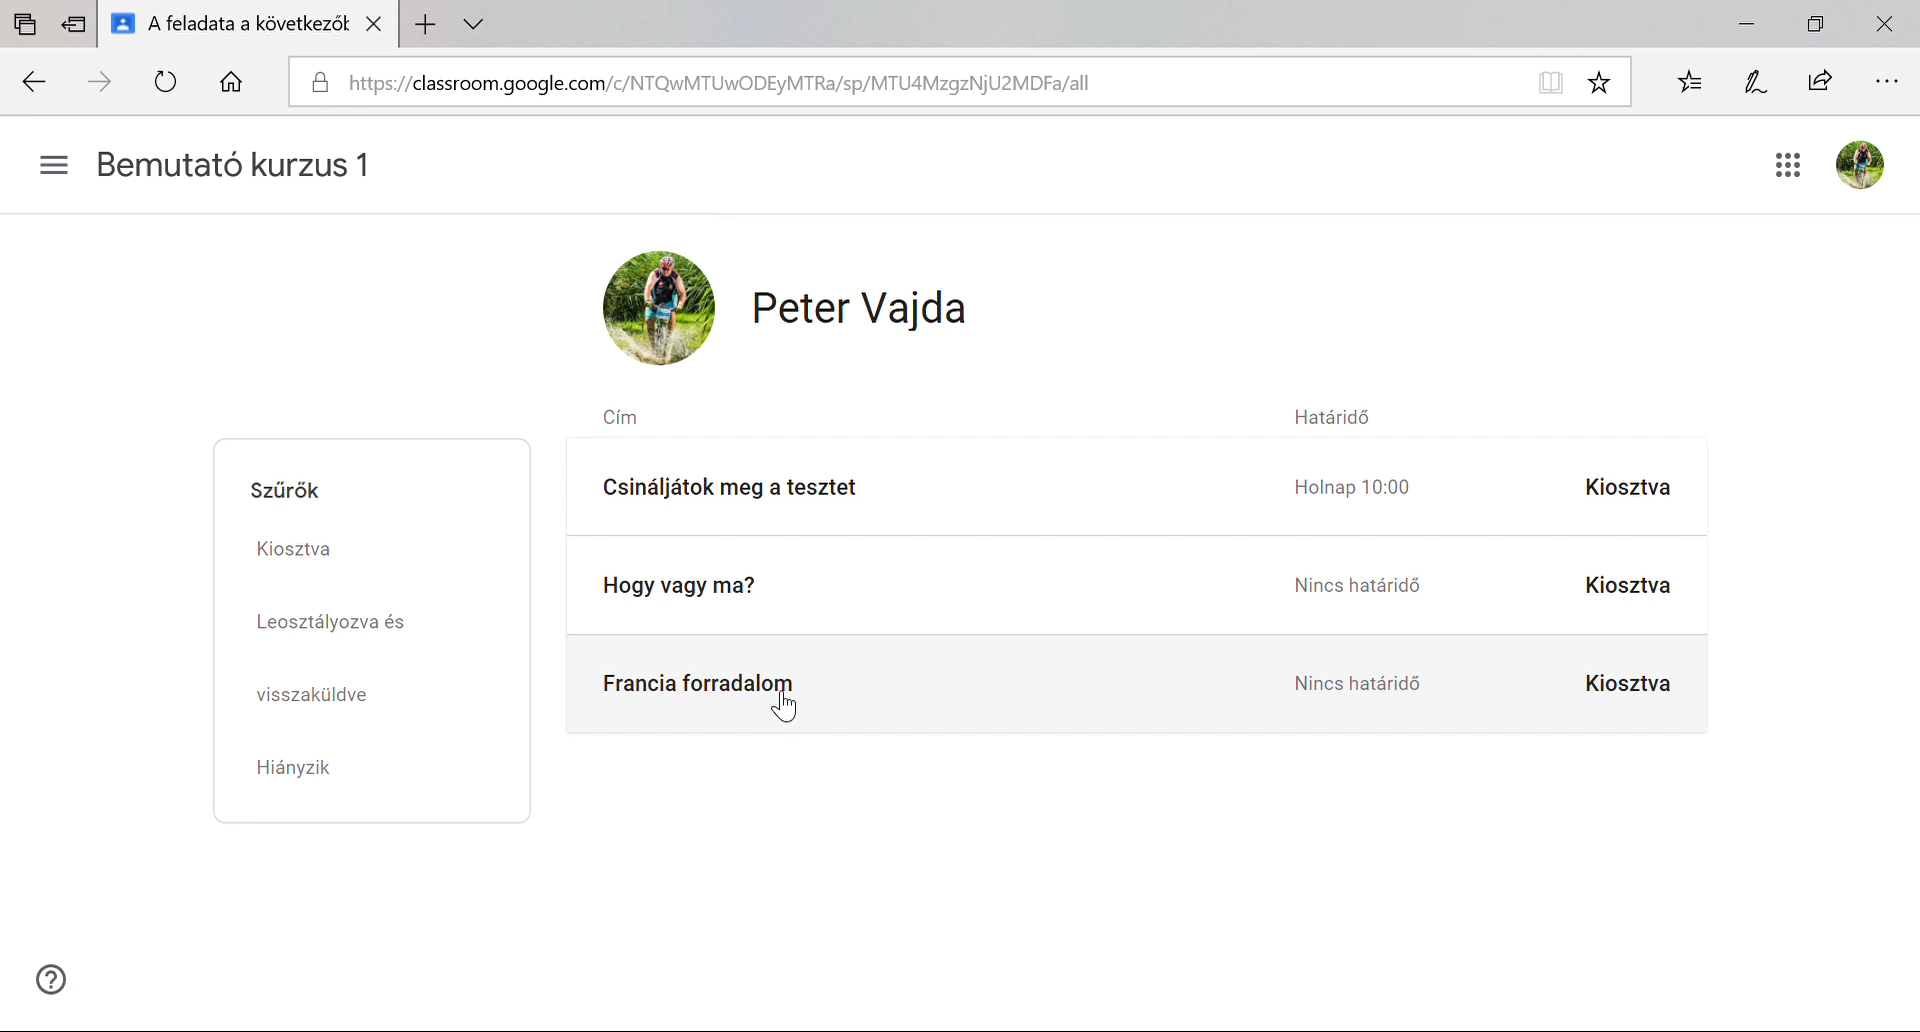 A feladata a következőb
https://classroom.google.com/c/NTQwMTUwODEyMTRa/sp/MTU4MzgzNjU2MDFa/all
Bemutató kurzus 1
Peter Vajda
Cím Határidő
Szűrők
Kiosztva
Leosztályozva és
visszaküldve
Hiányzik
Csináljátok meg a tesztet Holnap 10:00 Kiosztva
Hogy vagy ma? Nincs határidő Kiosztva
Francia forradalom Nincs határidő Kiosztva